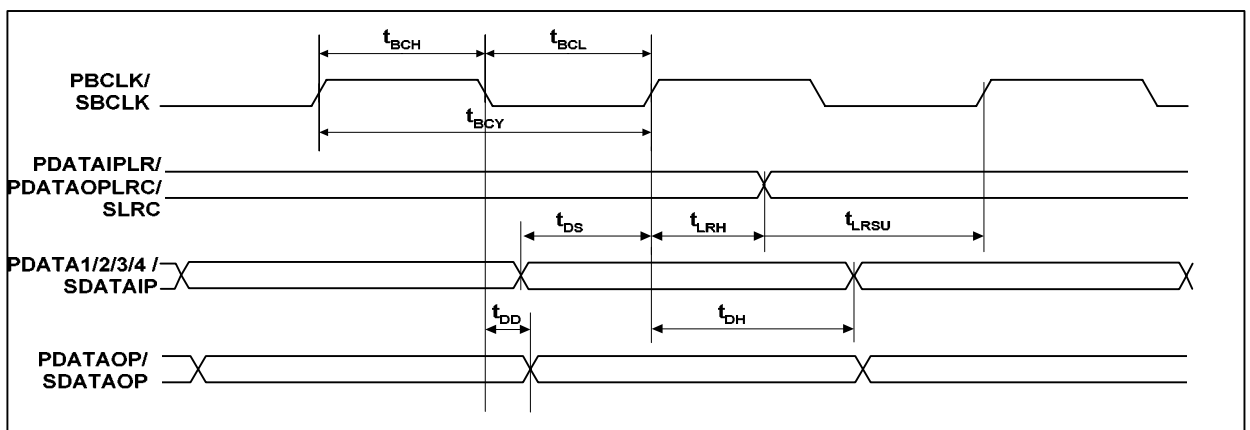 tBCH
tBCL
PBCLK/
SBCLK
tBCY
PDATAIPLR/
PDATAOPLRC/
SLRC
tDS
tLRH
tLRSU
PDATA1/2/3/4 /
SDATAIP
tDD
tDH
PDATAOP/
SDATAOP